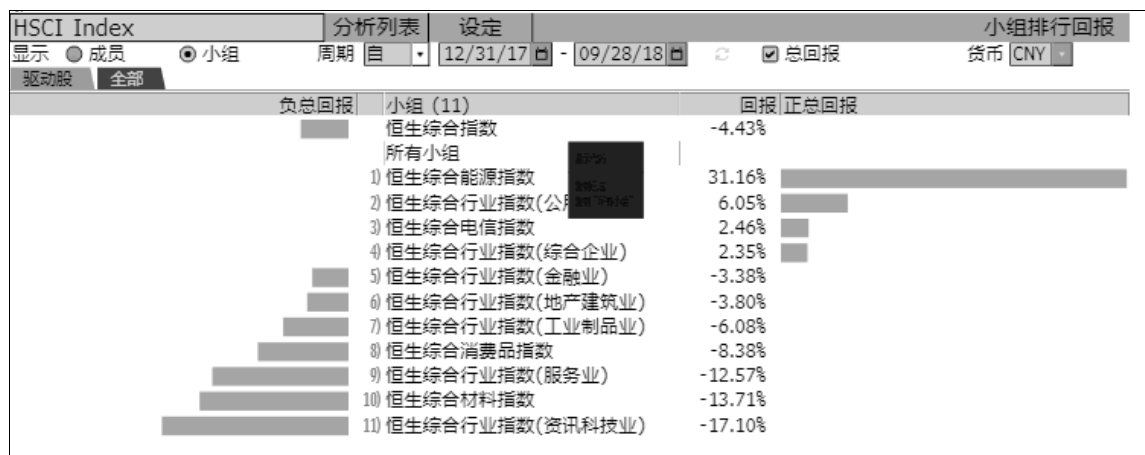 HSCI Index 分析列表 设定 小组排行回报
显示 成员 小组 周期 自 12/31/17 - 09/28/18 总回报 货币 CNY
驱动股 全部
负总回报 小组 (11) 回报 正总回报
恒生综合指数 -4.43%
所有小组
1) 恒生综合能源指数 31.16%
2) 恒生综合行业指数(公 6.05%
3) 恒生综合电信指数 2.46%
4) 恒生综合行业指数(综合企业) 2.35%
5) 恒生综合行业指数(金融业) -3.38%
6) 恒生综合行业指数(地产建筑业) -3.80%
7) 恒生综合行业指数(工业制品业) -6.08%
8) 恒生综合消费品指数 -8.38%
9) 恒生综合行业指数(服务业) -12.57%
10) 恒生综合材料指数 -13.71%
11) 恒生综合行业指数(资讯科技业) -17.10%